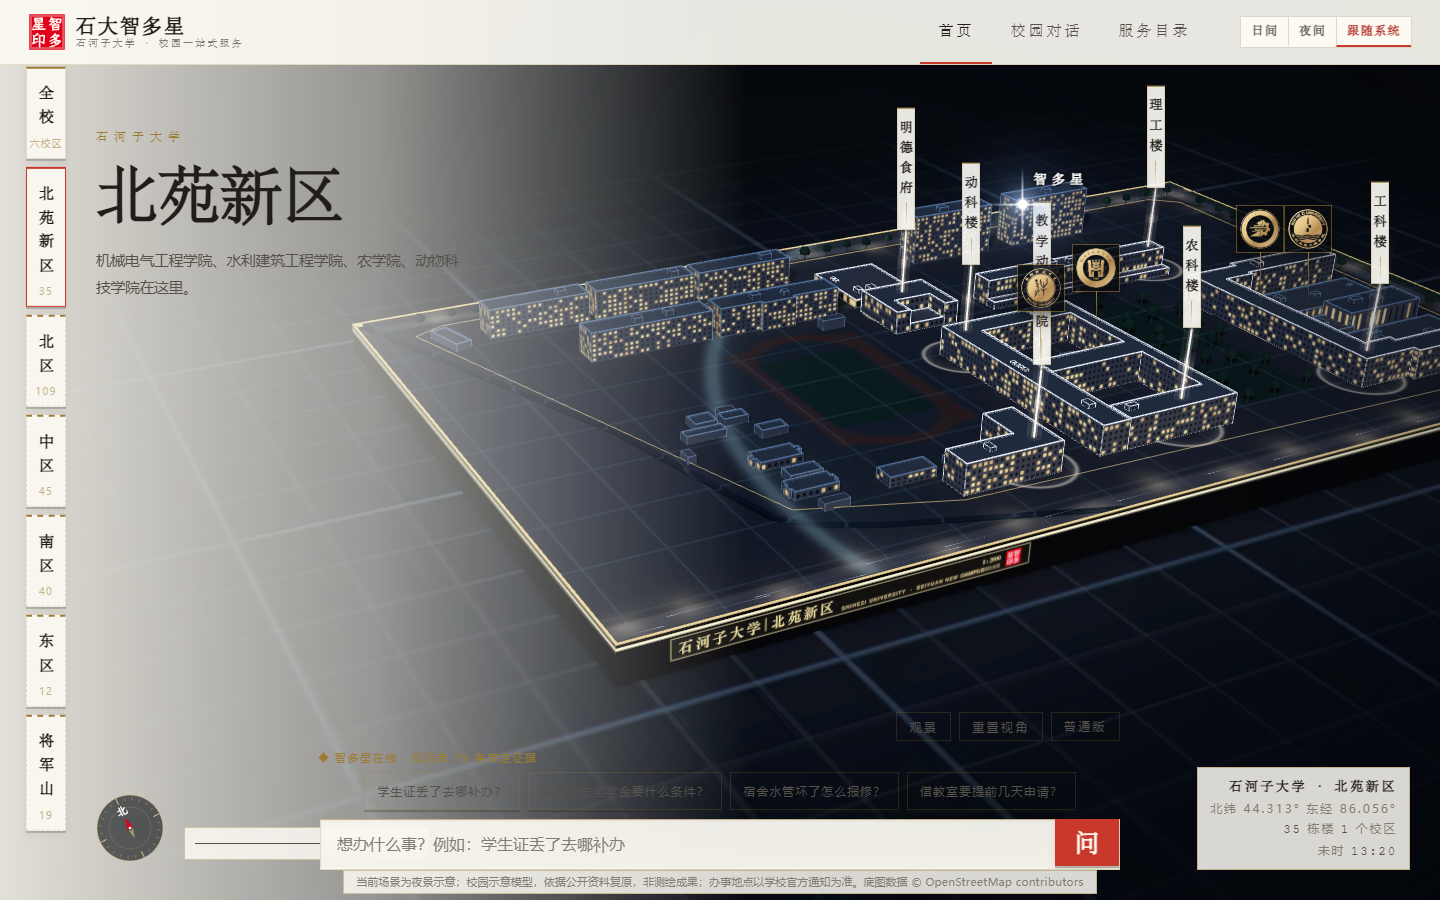 智多
星印
石大智多星
石河子大学 · 校园一站式服务
首页
校园对话
服务目录
日间
夜间
跟随系统
全校
六校区
北苑新区
35
北区
109
中区
45
南区
40
东区
12
将军山
19
石河子大学
北苑新区
机械电气工程学院、水利建筑工程学院、农学院、动物科
技学院在这里。
明德食府
动科楼
智多星
教学动
院
理工楼
农科楼
工科楼
石河子大学|北苑新区
SHIHEZI UNIVERSITY · BEIYUAN NEW CAMPUS
1:2000
观景
重置视角
普通版
智多星在线
学生证丢了去哪补办?
宿舍水管坏了怎么报修?
借教室要提前几天申请?
北
想办什么事? 例如: 学生证丢了去哪补办
问
当前场景为夜景示意; 校园示意模型, 依据公开资料复原, 非测绘成果; 办事地点以学校官方通知为准。底图数据 © OpenStreetMap contributors
石河子大学 · 北苑新区
北纬 44.313° 东经 86.056°
35 栋楼 1 个校区
未时 13:20